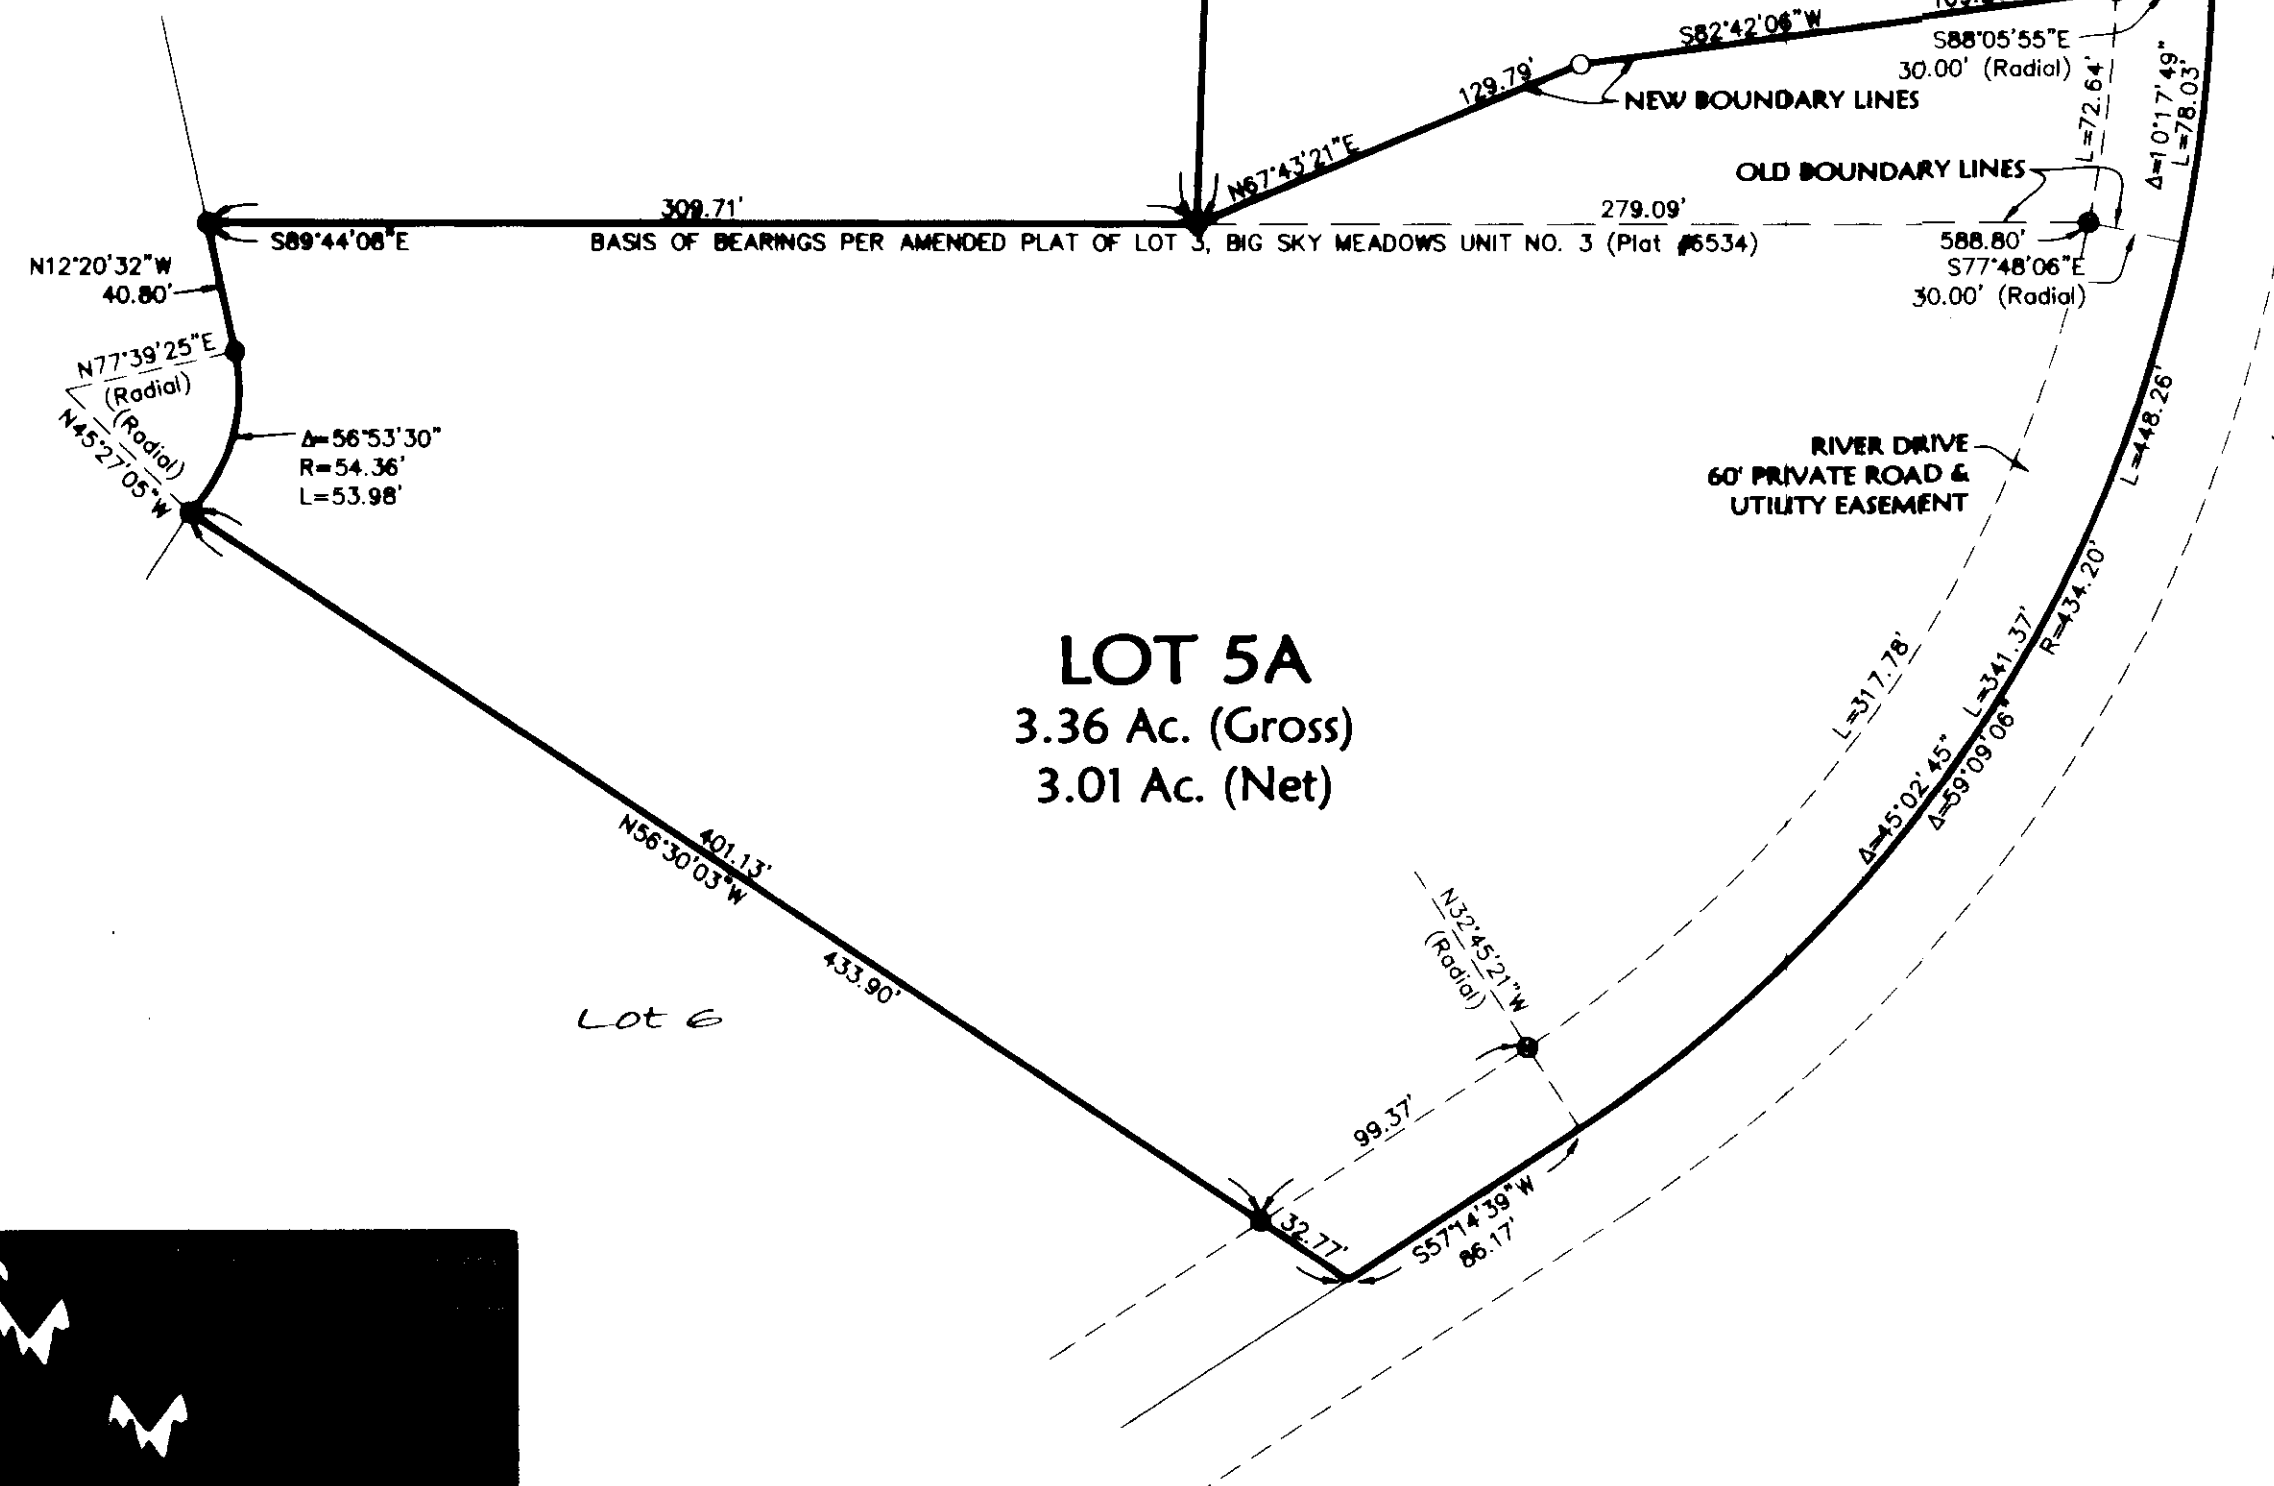 S82°42'06"W
S88°05'55"E
30.00' (Radial)
129.79'
NEW BOUNDARY LINES
L=72.64'
Δ=10°17'49"
L=78.03'
N67°43'21"E
OLD BOUNDARY LINES
309.71'
279.09'
S89°44'08"E
BASIS OF BEARINGS PER AMENDED PLAT OF LOT 3, BIG SKY MEADOWS UNIT NO. 3 (Plat #6534)
588.80'
S77°48'06"E
30.00' (Radial)
N12°20'32"W
40.80'
N77°39'25"E
(Radial)
(Radial)
N45°27'05"W
Δ=56°53'30"
R=54.36'
L=53.98'
L=448.26'
RIVER DRIVE
60' PRIVATE ROAD &
UTILITY EASEMENT
R=434.20'
L=341.37'
L=317.78'
LOT 5A
3.36 Ac. (Gross)
3.01 Ac. (Net)
Δ=45°02'45"
Δ=59°09'06"
401.13'
N56°30'03"W
433.90'
N32°45'21"W
(Radial)
Lot 6
99.37'
32.77'
S57°14'39"W
86.17'